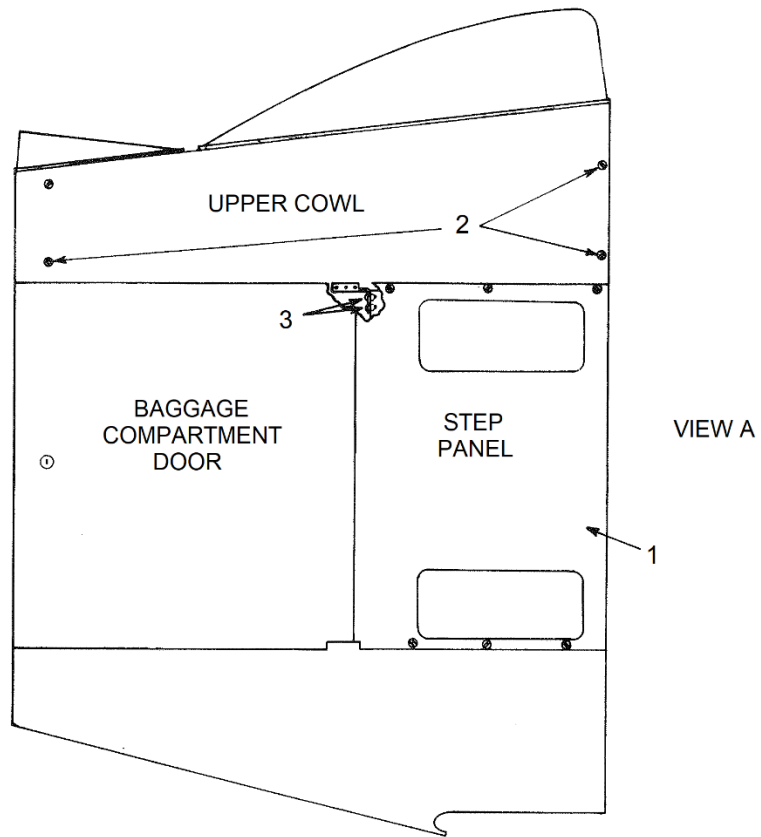 UPPER COWL
2
3
BAGGAGE
COMPARTMENT
DOOR
STEP
PANEL
VIEW A
1